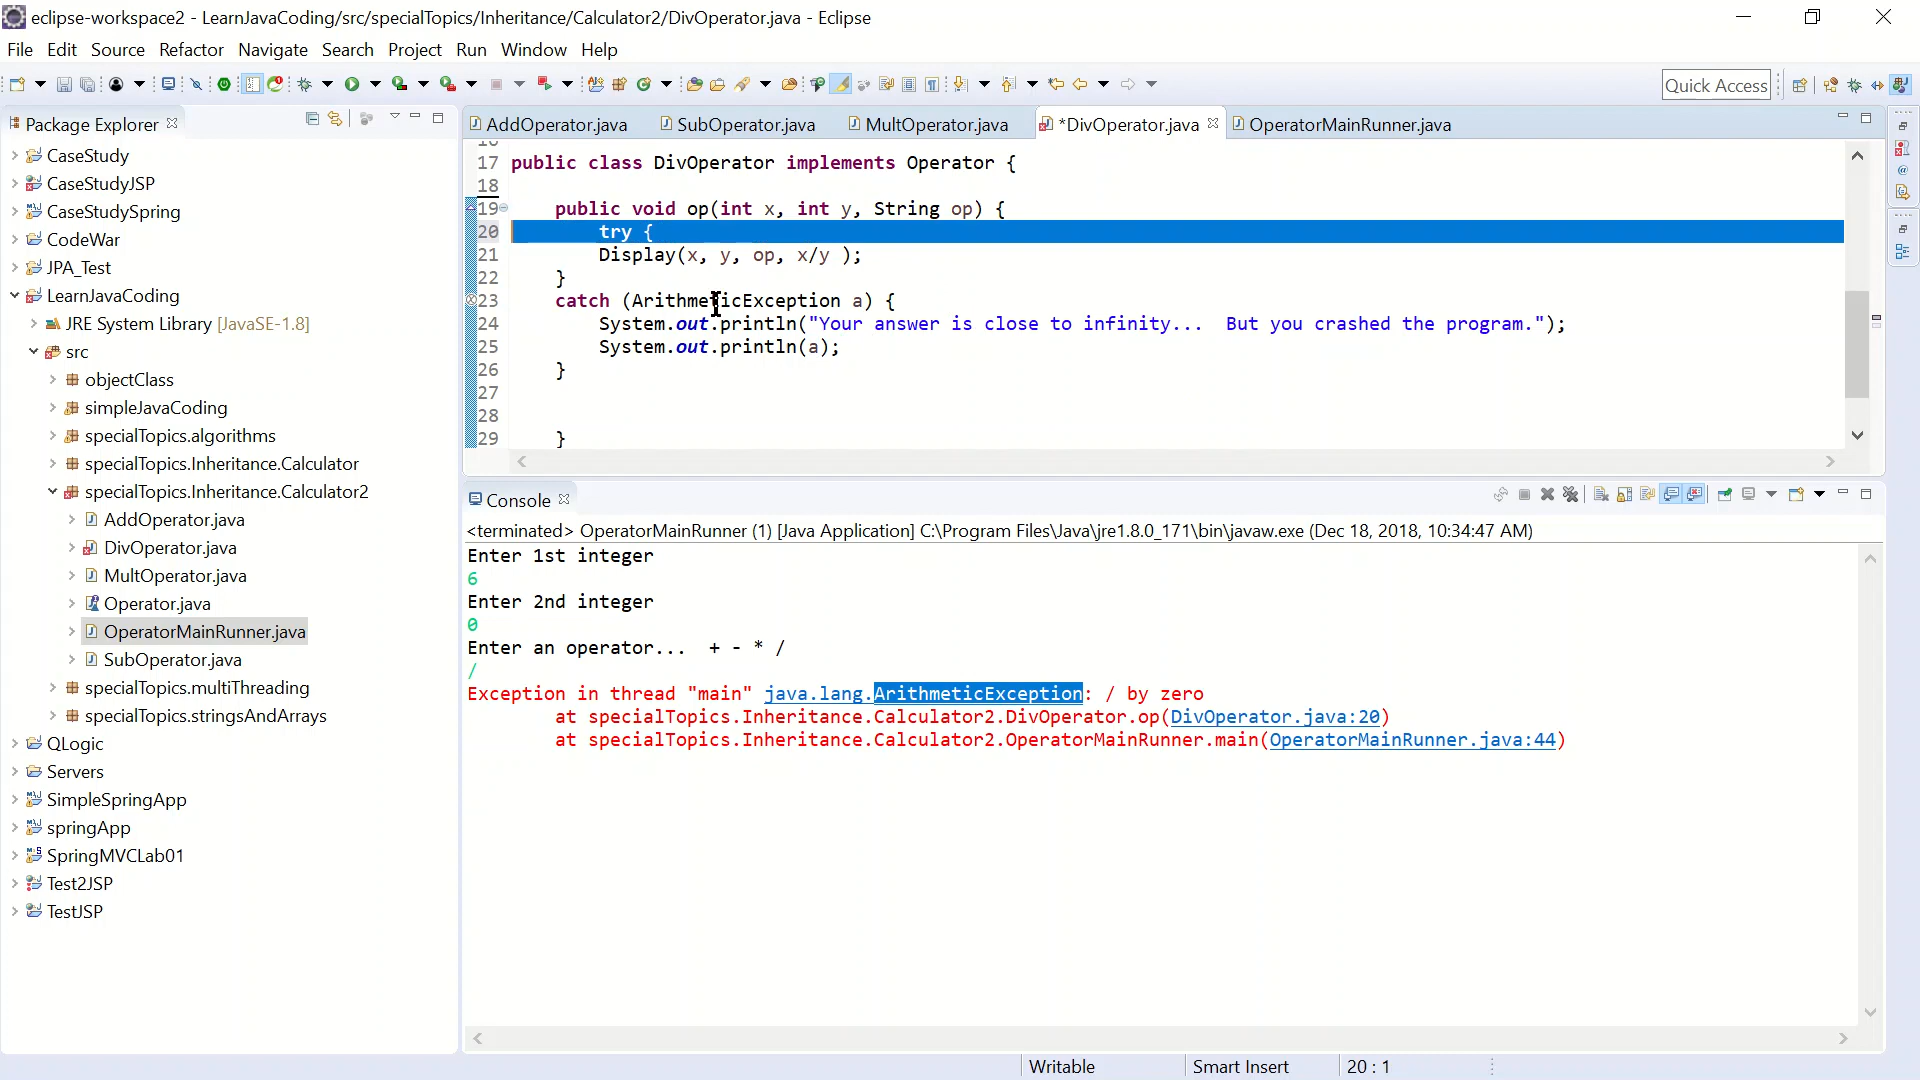 eclipse-workspace2 - LearnJavaCoding/src/specialTopics/Inheritance/Calculator2/DivOperator.java - Eclipse
File Edit Source Refactor Navigate Search Project Run Window Help
Quick Access
Package Explorer
CaseStudy
CaseStudyJSP
CaseStudySpring
CodeWar
JPA_Test
LearnJavaCoding
JRE System Library [JavaSE-1.8]
src
objectClass
simpleJavaCoding
specialTopics.algorithms
specialTopics.Inheritance.Calculator
specialTopics.Inheritance.Calculator2
AddOperator.java
DivOperator.java
MultOperator.java
Operator.java
OperatorMainRunner.java
SubOperator.java
specialTopics.multiThreading
specialTopics.stringsAndArrays
QLogic
Servers
SimpleSpringApp
springApp
SpringMVCLab01
Test2JSP
TestJSP
AddOperator.java SubOperator.java MultOperator.java *DivOperator.java OperatorMainRunner.java
16
17 public class DivOperator implements Operator {
18
19 public void op(int x, int y, String op) {
20 try {
21 Display(x, y, op, x/y );
22 }
23 catch (ArithmeticException a) {
24 System.out.println("Your answer is close to infinity... But you crashed the program.");
25 System.out.println(a);
26 }
27
28
29 }
Console
<terminated> OperatorMainRunner (1) [Java Application] C:\Program Files\Java\jre1.8.0_171\bin\javaw.exe (Dec 18, 2018, 10:34:47 AM)
Enter 1st integer
6
Enter 2nd integer
0
Enter an operator... + - * /
/
Exception in thread "main" java.lang.ArithmeticException: / by zero
at specialTopics.Inheritance.Calculator2.DivOperator.op(DivOperator.java:20)
at specialTopics.Inheritance.Calculator2.OperatorMainRunner.main(OperatorMainRunner.java:44)
Writable Smart Insert 20 : 1